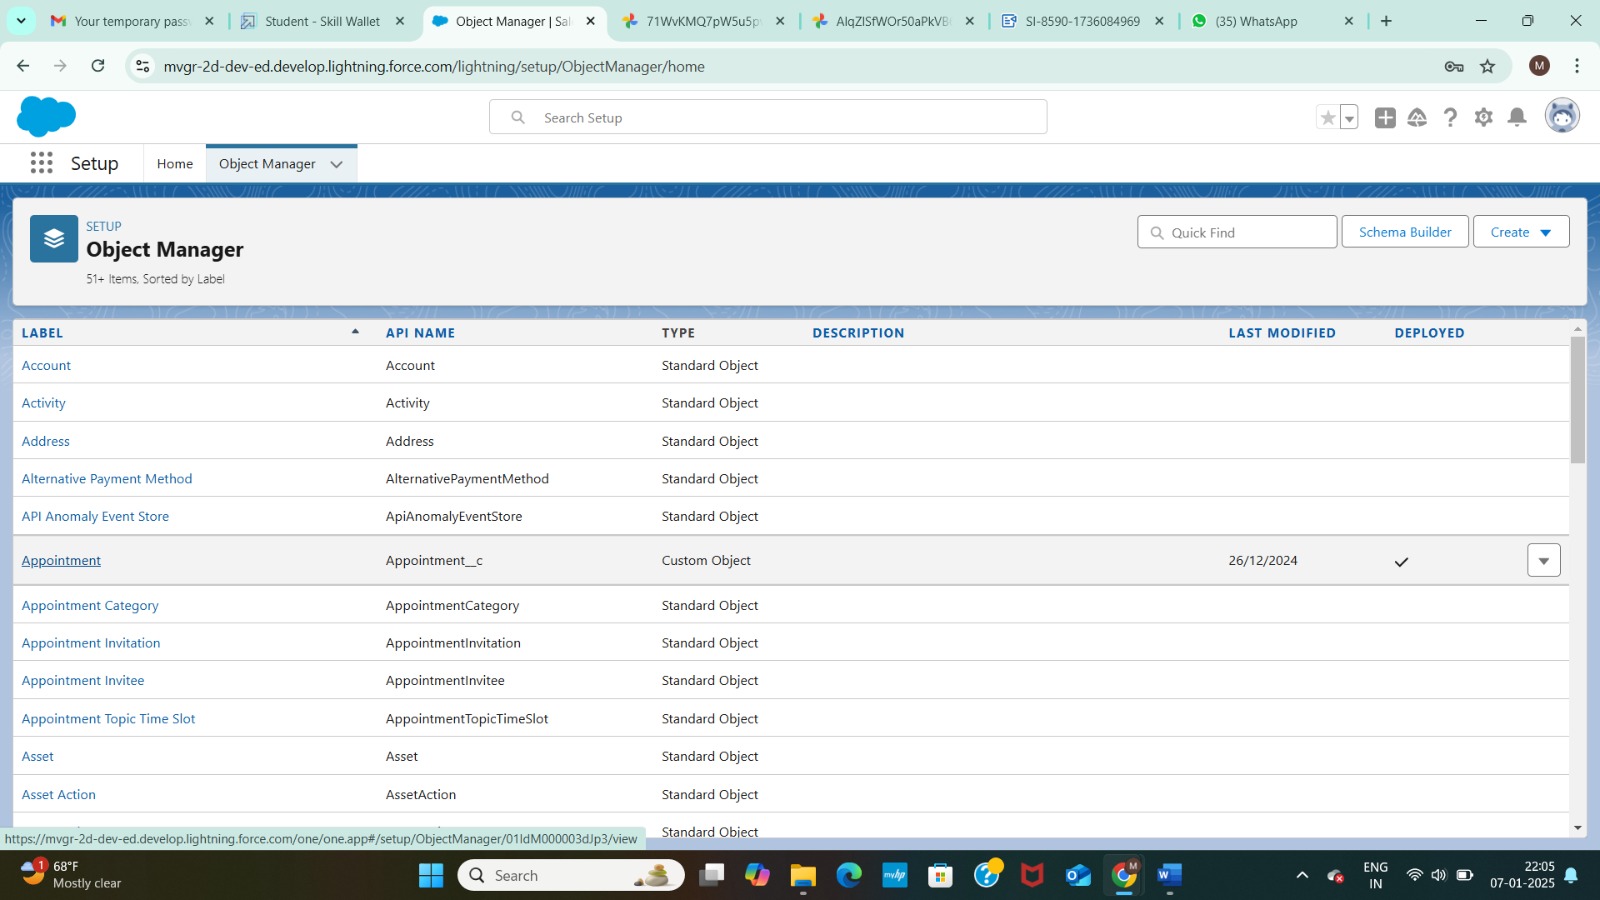 Your temporary pass
Student - Skill Wallet
Object Manager | Sal
71WvKMQ7pW5u5p
AIqZISfWOr50aPkVB
SI-8590-1736084969
(35) WhatsApp
mvgr-2d-dev-ed.develop.lightning.force.com/lightning/setup/ObjectManager/home
M
Search Setup
Setup
Home
Object Manager
SETUP
Object Manager
51+ Items, Sorted by Label
Quick Find
Schema Builder
Create
LABEL API NAME TYPE DESCRIPTION LAST MODIFIED DEPLOYED
Account Account Standard Object
Activity Activity Standard Object
Address Address Standard Object
Alternative Payment Method AlternativePaymentMethod Standard Object
API Anomaly Event Store ApiAnomalyEventStore Standard Object
Appointment Appointment__c Custom Object 26/12/2024
Appointment Category AppointmentCategory Standard Object
Appointment Invitation AppointmentInvitation Standard Object
Appointment Invitee AppointmentInvitee Standard Object
Appointment Topic Time Slot AppointmentTopicTimeSlot Standard Object
Asset Asset Standard Object
Asset Action AssetAction Standard Object
Standard Object
https://mvgr-2d-dev-ed.develop.lightning.force.com/one/one.app#/setup/ObjectManager/01IdM000003dJp3/view
1
68°F
Mostly clear
Search
myhp
M
W
ENG
IN
22:05
07-01-2025